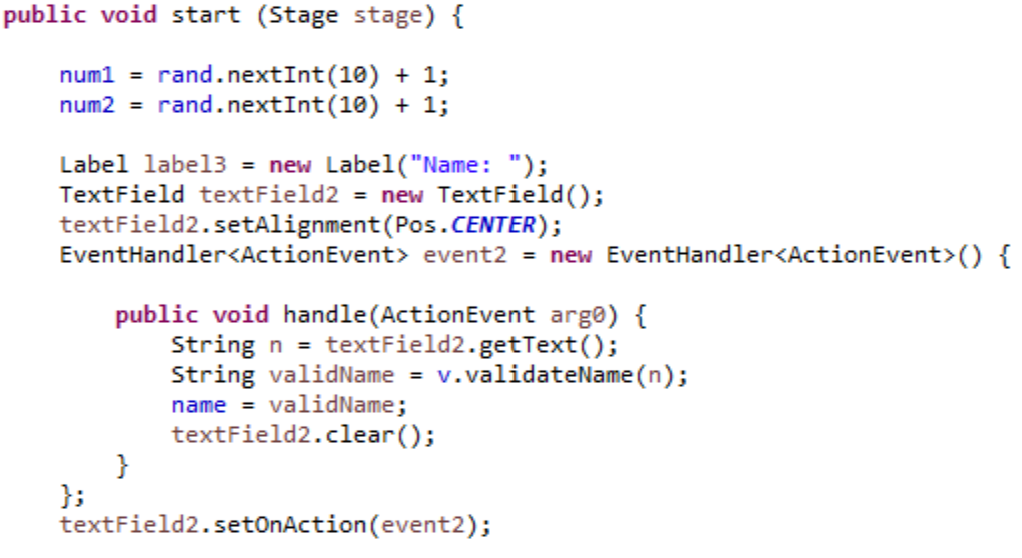 public void start (Stage stage) {
num1 = rand.nextInt(10) + 1;
num2 = rand.nextInt(10) + 1;
Label label3 = new Label("Name: ");
TextField textField2 = new TextField();
textField2.setAlignment(Pos.CENTER);
EventHandler<ActionEvent> event2 = new EventHandler<ActionEvent>() {
public void handle(ActionEvent arg0) {
String n = textField2.getText();
String validName = v.validateName(n);
name = validName;
textField2.clear();
}
};
textField2.setOnAction(event2);